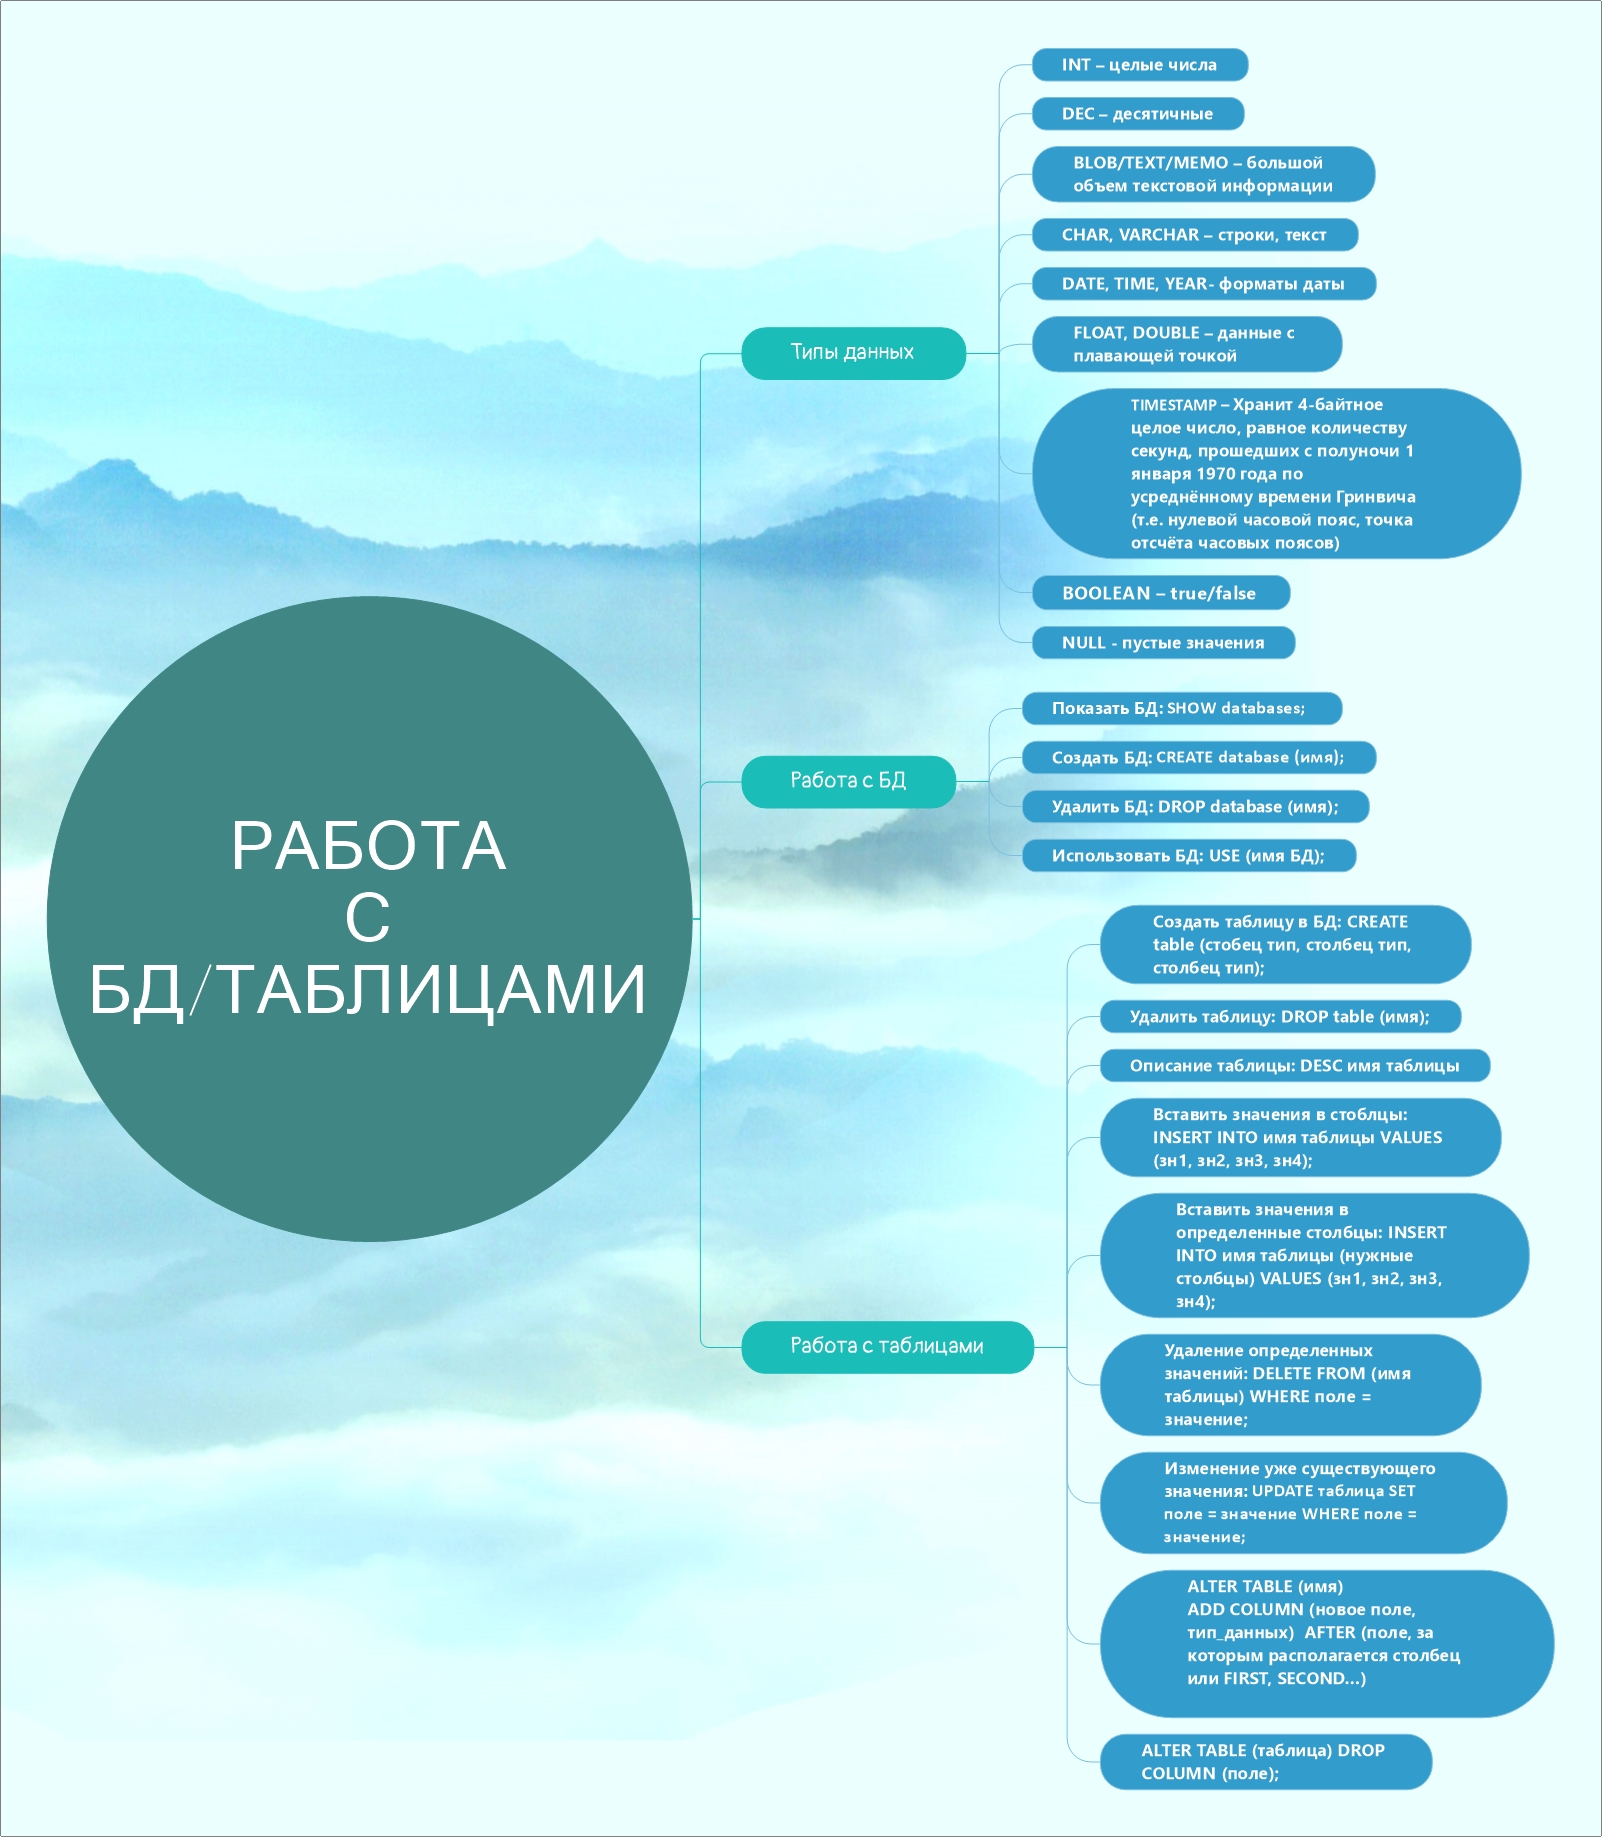 РАБОТА
С
БД/ТАБЛИЦАМИ
Типы данных
INT – целые числа
DEC – десятичные
BLOB/TEXT/MEMO – большой
объем текстовой информации
CHAR, VARCHAR – строки, текст
DATE, TIME, YEAR- форматы даты
FLOAT, DOUBLE – данные с
плавающей точкой
TIMESTAMP – Хранит 4-байтное
целое число, равное количеству
секунд, прошедших с полуночи 1
января 1970 года по
усреднённому времени Гринвича
(т.е. нулевой часовой пояс, точка
отсчёта часовых поясов)
BOOLEAN – true/false
NULL - пустые значения
Работа с БД
Показать БД: SHOW databases;
Создать БД: CREATE database (имя);
Удалить БД: DROP database (имя);
Использовать БД: USE (имя БД);
Работа с таблицами
Создать таблицу в БД: CREATE
table (стобец тип, столбец тип,
столбец тип);
Удалить таблицу: DROP table (имя);
Описание таблицы: DESC имя таблицы
Вставить значения в стоблцы:
INSERT INTO имя таблицы VALUES
(зн1, зн2, зн3, зн4);
Вставить значения в
определенные столбцы: INSERT
INTO имя таблицы (нужные
столбцы) VALUES (зн1, зн2, зн3,
зн4);
Удаление определенных
значений: DELETE FROM (имя
таблицы) WHERE поле =
значение;
Изменение уже существующего
значения: UPDATE таблица SET
поле = значение WHERE поле =
значение;
ALTER TABLE (имя)
ADD COLUMN (новое поле,
тип_данных)  AFTER (поле, за
которым располагается столбец
или FIRST, SECOND...)
ALTER TABLE (таблица) DROP
COLUMN (поле);